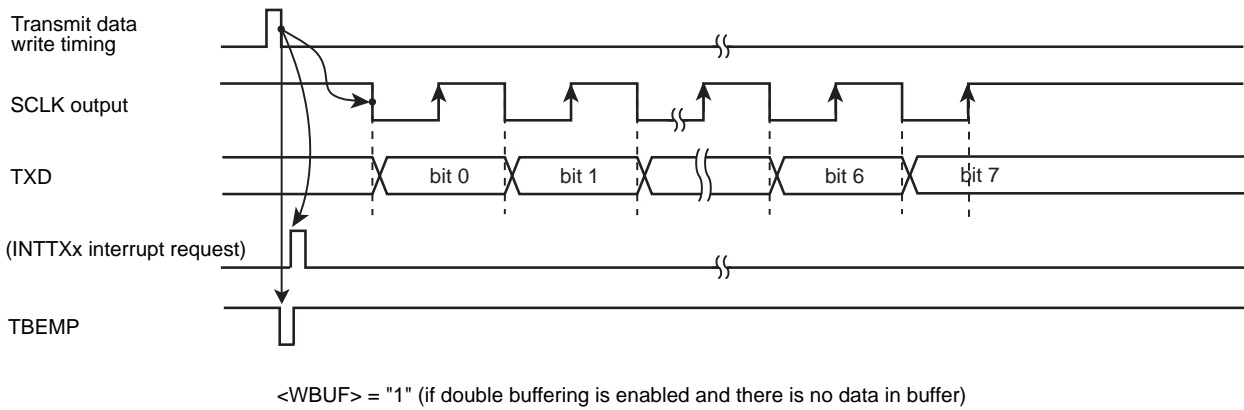 Transmit data
write timing
SCLK output
TXD
bit 0
bit 1
bit 6
bit 7
(INTTXx interrupt request)
TBEMP
<WBUF> = "1" (if double buffering is enabled and there is no data in buffer)